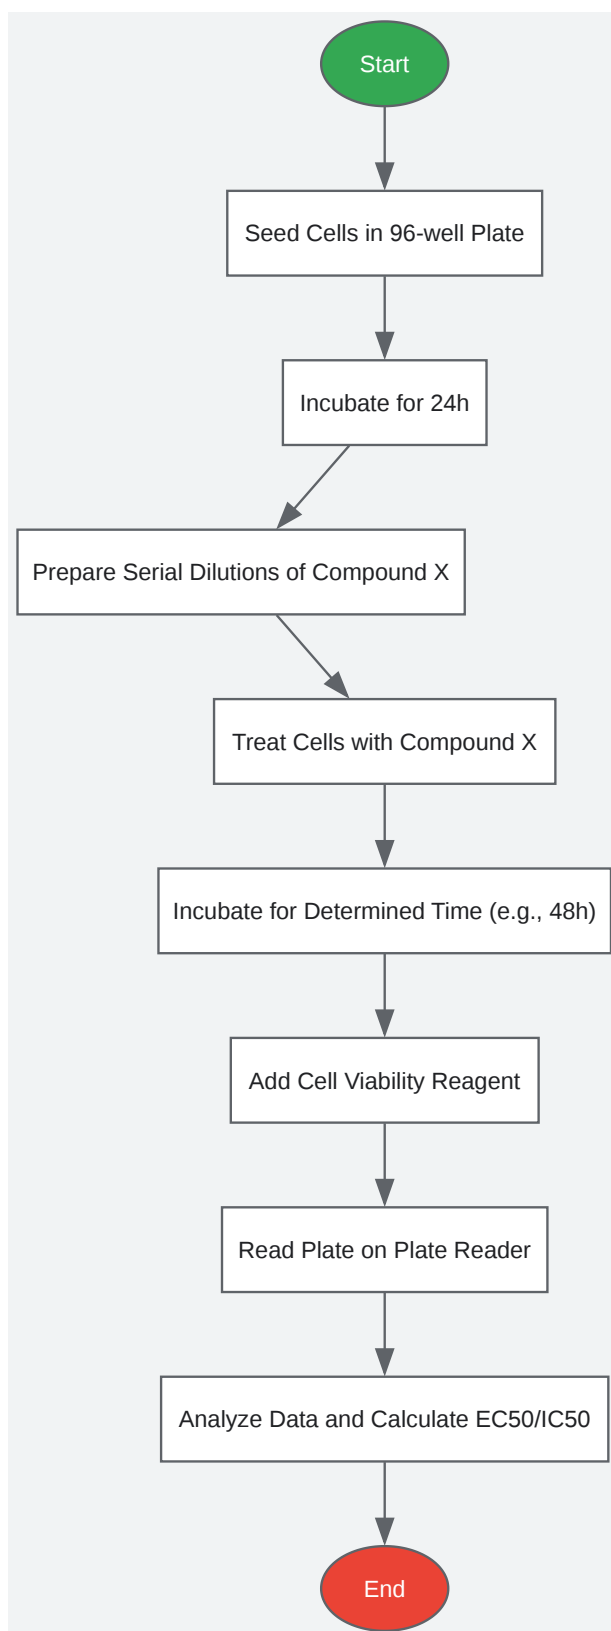 Start
Seed Cells in 96-well Plate
Incubate for 24h
Prepare Serial Dilutions of Compound X
Treat Cells with Compound X
Incubate for Determined Time (e.g., 48h)
Add Cell Viability Reagent
Read Plate on Plate Reader
Analyze Data and Calculate EC50/IC50
End